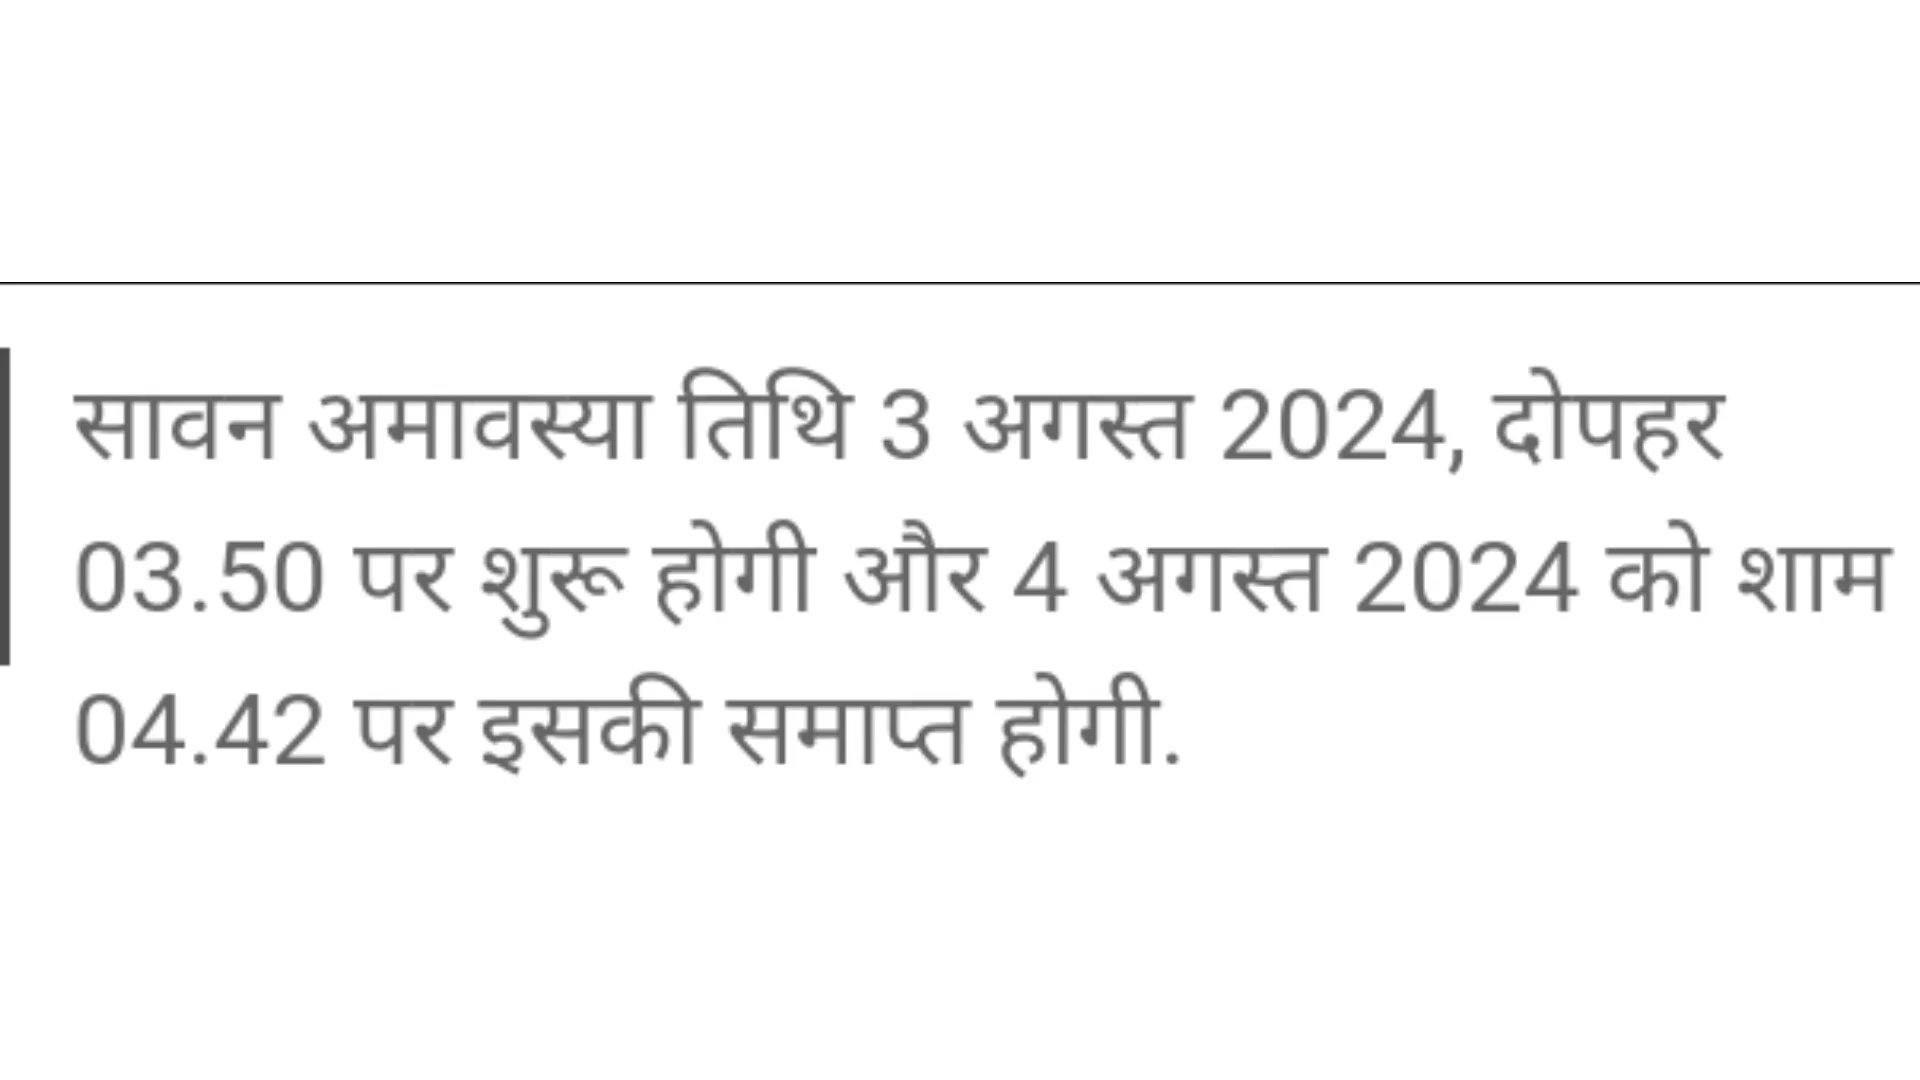 सावन अमावस्या तिथि 3 अगस्त 2024, दोपहर
03.50 पर शुरू होगी और 4 अगस्त 2024 को शाम
04.42 पर इसकी समाप्त होगी.